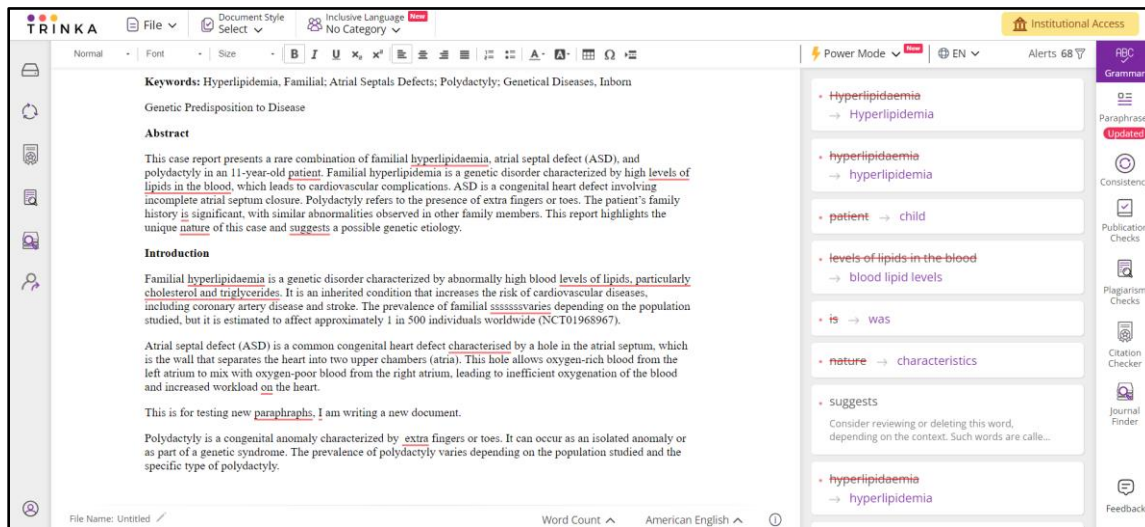 TRINKA
File
Document Style
Select
Inclusive Language New
No Category
Institutional Access
Normal
Font
Size
B I U x₂ x² A A Ω
Power Mode New
EN
Alerts 68
Keywords: Hyperlipidemia, Familial; Atrial Septals Defects; Polydactyly; Genetical Diseases, Inborn
Genetic Predisposition to Disease
Abstract
This case report presents a rare combination of familial hyperlipidaemia, atrial septal defect (ASD), and
polydactyly in an 11-year-old patient. Familial hyperlipidemia is a genetic disorder characterized by high levels of
lipids in the blood, which leads to cardiovascular complications. ASD is a congenital heart defect involving
incomplete atrial septum closure. Polydactyly refers to the presence of extra fingers or toes. The patient's family
history is significant, with similar abnormalities observed in other family members. This report highlights the
unique nature of this case and suggests a possible genetic etiology.
Introduction
Familial hyperlipidaemia is a genetic disorder characterized by abnormally high blood levels of lipids, particularly
cholesterol and triglycerides. It is an inherited condition that increases the risk of cardiovascular diseases,
including coronary artery disease and stroke. The prevalence of familial sssssssvaries depending on the population
studied, but it is estimated to affect approximately 1 in 500 individuals worldwide (NCT01968967).
Atrial septal defect (ASD) is a common congenital heart defect characterised by a hole in the atrial septum, which
is the wall that separates the heart into two upper chambers (atria). This hole allows oxygen-rich blood from the
left atrium to mix with oxygen-poor blood from the right atrium, leading to inefficient oxygenation of the blood
and increased workload on the heart.
This is for testing new paraphraphs, I am writing a new document.
Polydactyly is a congenital anomaly characterized by extra fingers or toes. It can occur as an isolated anomaly or
as part of a genetic syndrome. The prevalence of polydactyly varies depending on the population studied and the
specific type of polydactyly.
File Name: Untitled
Word Count
American English
Hyperlipidaemia
→ Hyperlipidemia
hyperlipidaemia
→ hyperlipidemia
patient → child
levels of lipids in the blood
→ blood lipid levels
is → was
nature → characteristics
suggests
Consider reviewing or deleting this word,
depending on the context. Such words are calle...
hyperlipidaemia
→ hyperlipidemia
ABC
Grammar
Paraphrase
Updated
Consistenc
Publication
Checks
Plagiarism
Checks
Citation
Checker
Journal
Finder
Feedback